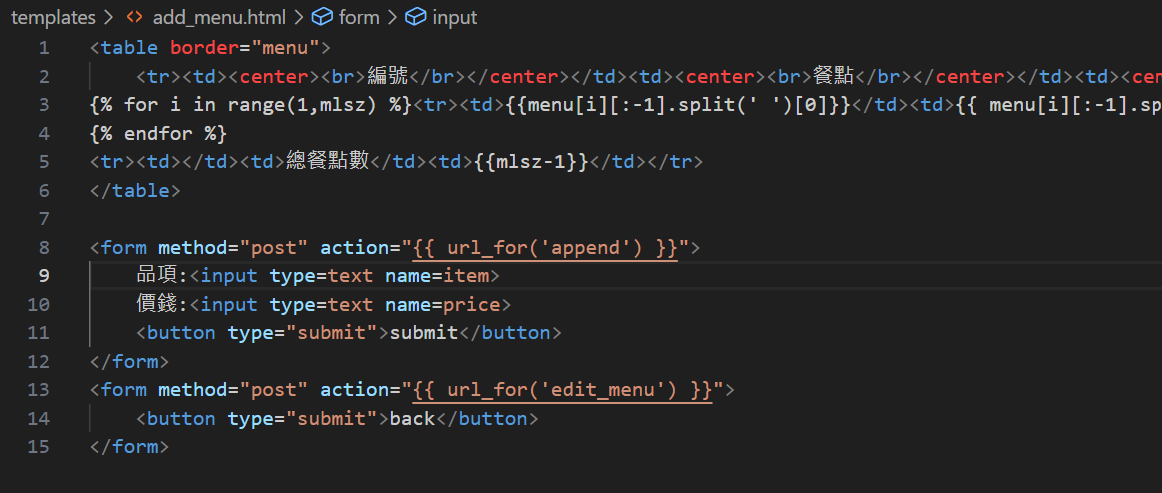 templates > <> add_menu.html > form > input
1 <table border="menu">
2 <tr><td><center><br>編號</br></center></td><td><center><br>餐點</br></center></td><td><cen
3 {% for i in range(1,mlsz) %}<tr><td>{{menu[i][:-1].split(' ')[0]}}</td><td>{{ menu[i][:-1].sp
4 {% endfor %}
5 <tr><td></td><td>總餐點數</td><td>{{mlsz-1}}</td></tr>
6 </table>
7
8 <form method="post" action="{{ url_for('append') }}">
9 品項:<input type=text name=item>
10 價錢:<input type=text name=price>
11 <button type="submit">submit</button>
12 </form>
13 <form method="post" action="{{ url_for('edit_menu') }}">
14 <button type="submit">back</button>
15 </form>